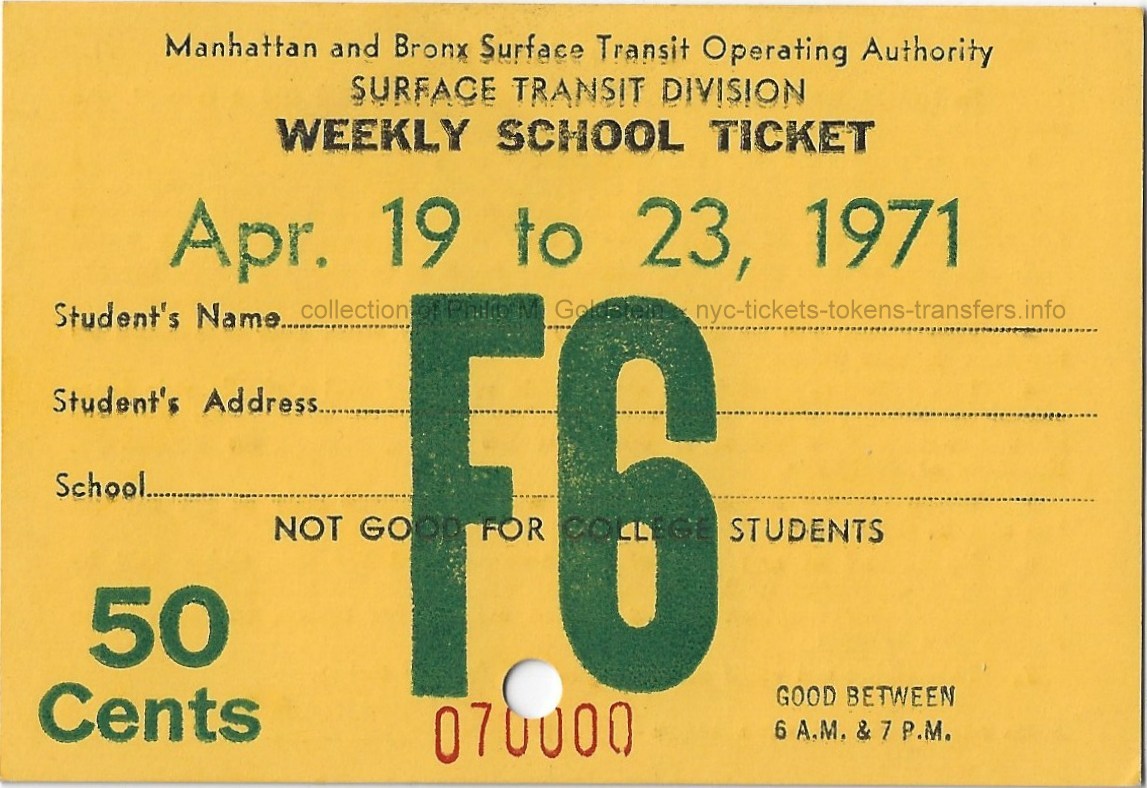 Manhattan and Bronx Surface Transit Operating Authority
SURFACE TRANSIT DIVISION
WEEKLY SCHOOL TICKET
Apr. 19 to 23, 1971
Student's Name
collection of Philip M. Goldstein - nyc-tickets-tokens-transfers.info
Student's Address
School
F6
NOT GOOD FOR COLLEGE STUDENTS
50
Cents
070000
GOOD BETWEEN
6 A.M. & 7 P.M.